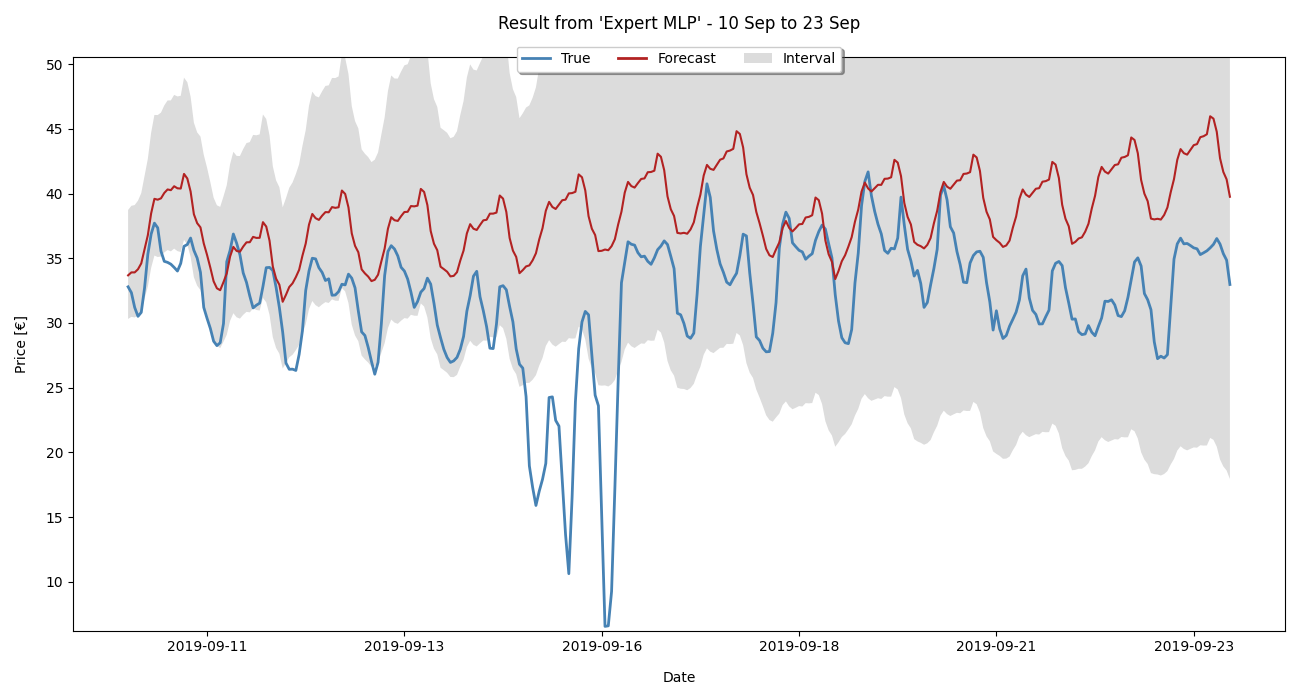 Result from 'Expert MLP' - 10 Sep to 23 Sep
True Forecast Interval
50
45
40
35
30
25
20
15
10
Price [€]
2019-09-11 2019-09-13 2019-09-16 2019-09-18 2019-09-21 2019-09-23
Date